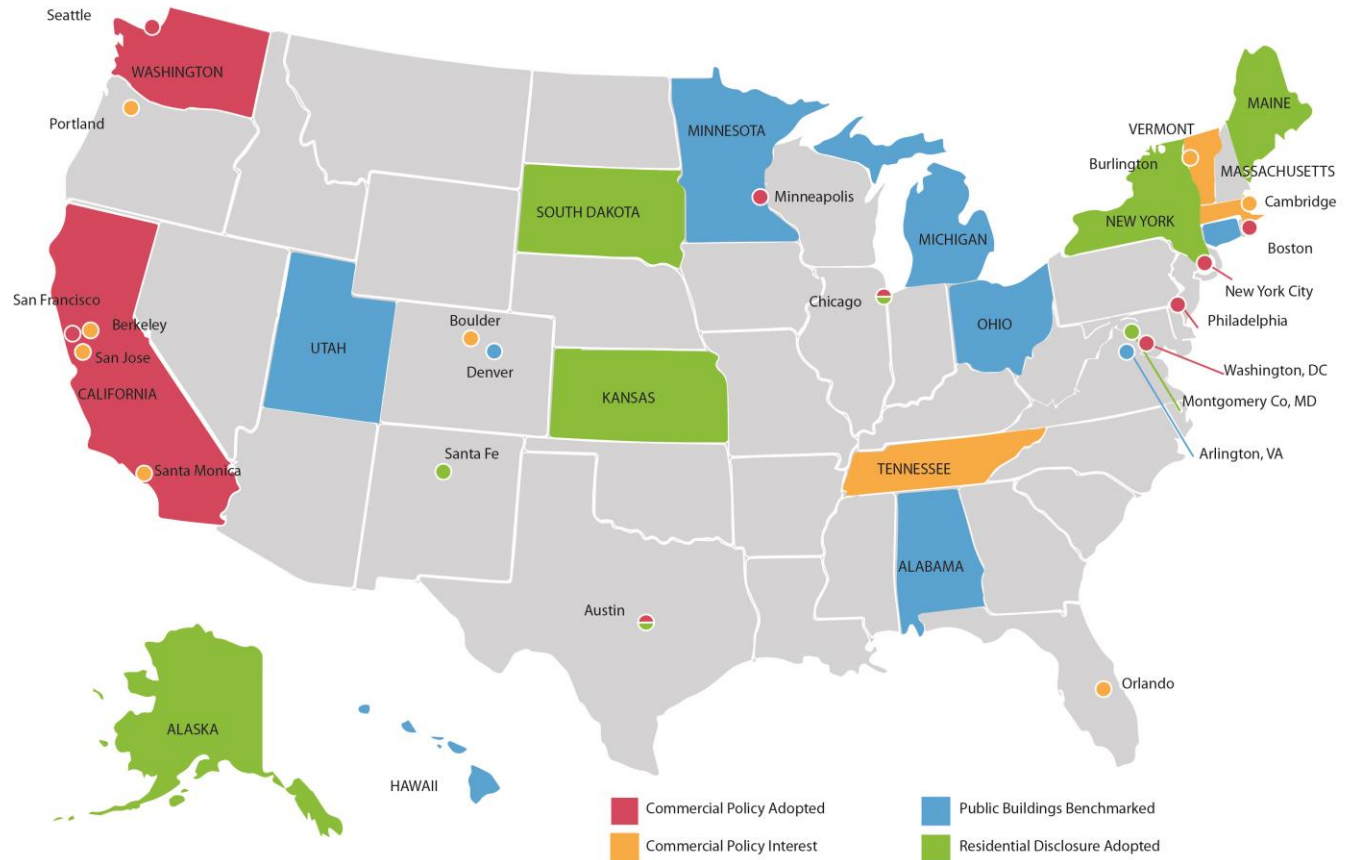 Seattle
WASHINGTON
Portland
MINNESOTA
Minneapolis
SOUTH DAKOTA
MICHIGAN
MAINE
VERMONT
Burlington
MASSACHUSETTS
Cambridge
NEW YORK
Boston
New York City
Philadelphia
Washington, DC
Montgomery Co, MD
Arlington, VA
San Francisco
Berkeley
San Jose
CALIFORNIA
Santa Monica
UTAH
Boulder
Denver
KANSAS
Chicago
OHIO
Santa Fe
TENNESSEE
ALABAMA
Austin
Orlando
ALASKA
HAWAII
Commercial Policy Adopted
Commercial Policy Interest
Public Buildings Benchmarked
Residential Disclosure Adopted